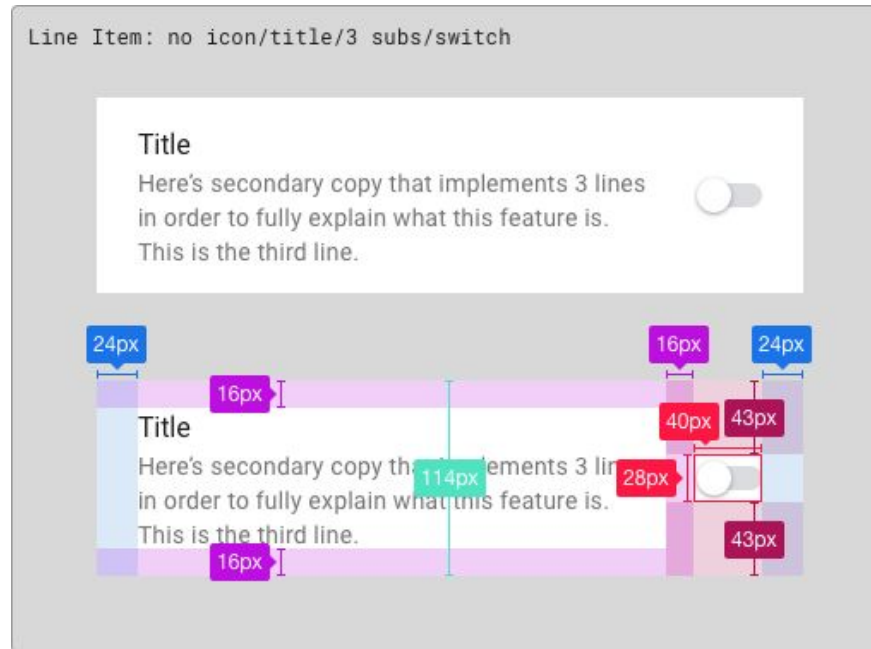 Line Item: no icon/title/3 subs/switch
Title
Here's secondary copy that implements 3 lines
in order to fully explain what this feature is.
This is the third line.
24px
16px
24px
16px
40px
43px
Title
Here's secondary copy th ements 3 lin
114px
28px
in order to fully explain what this feature is.
This is the third line.
43px
16px